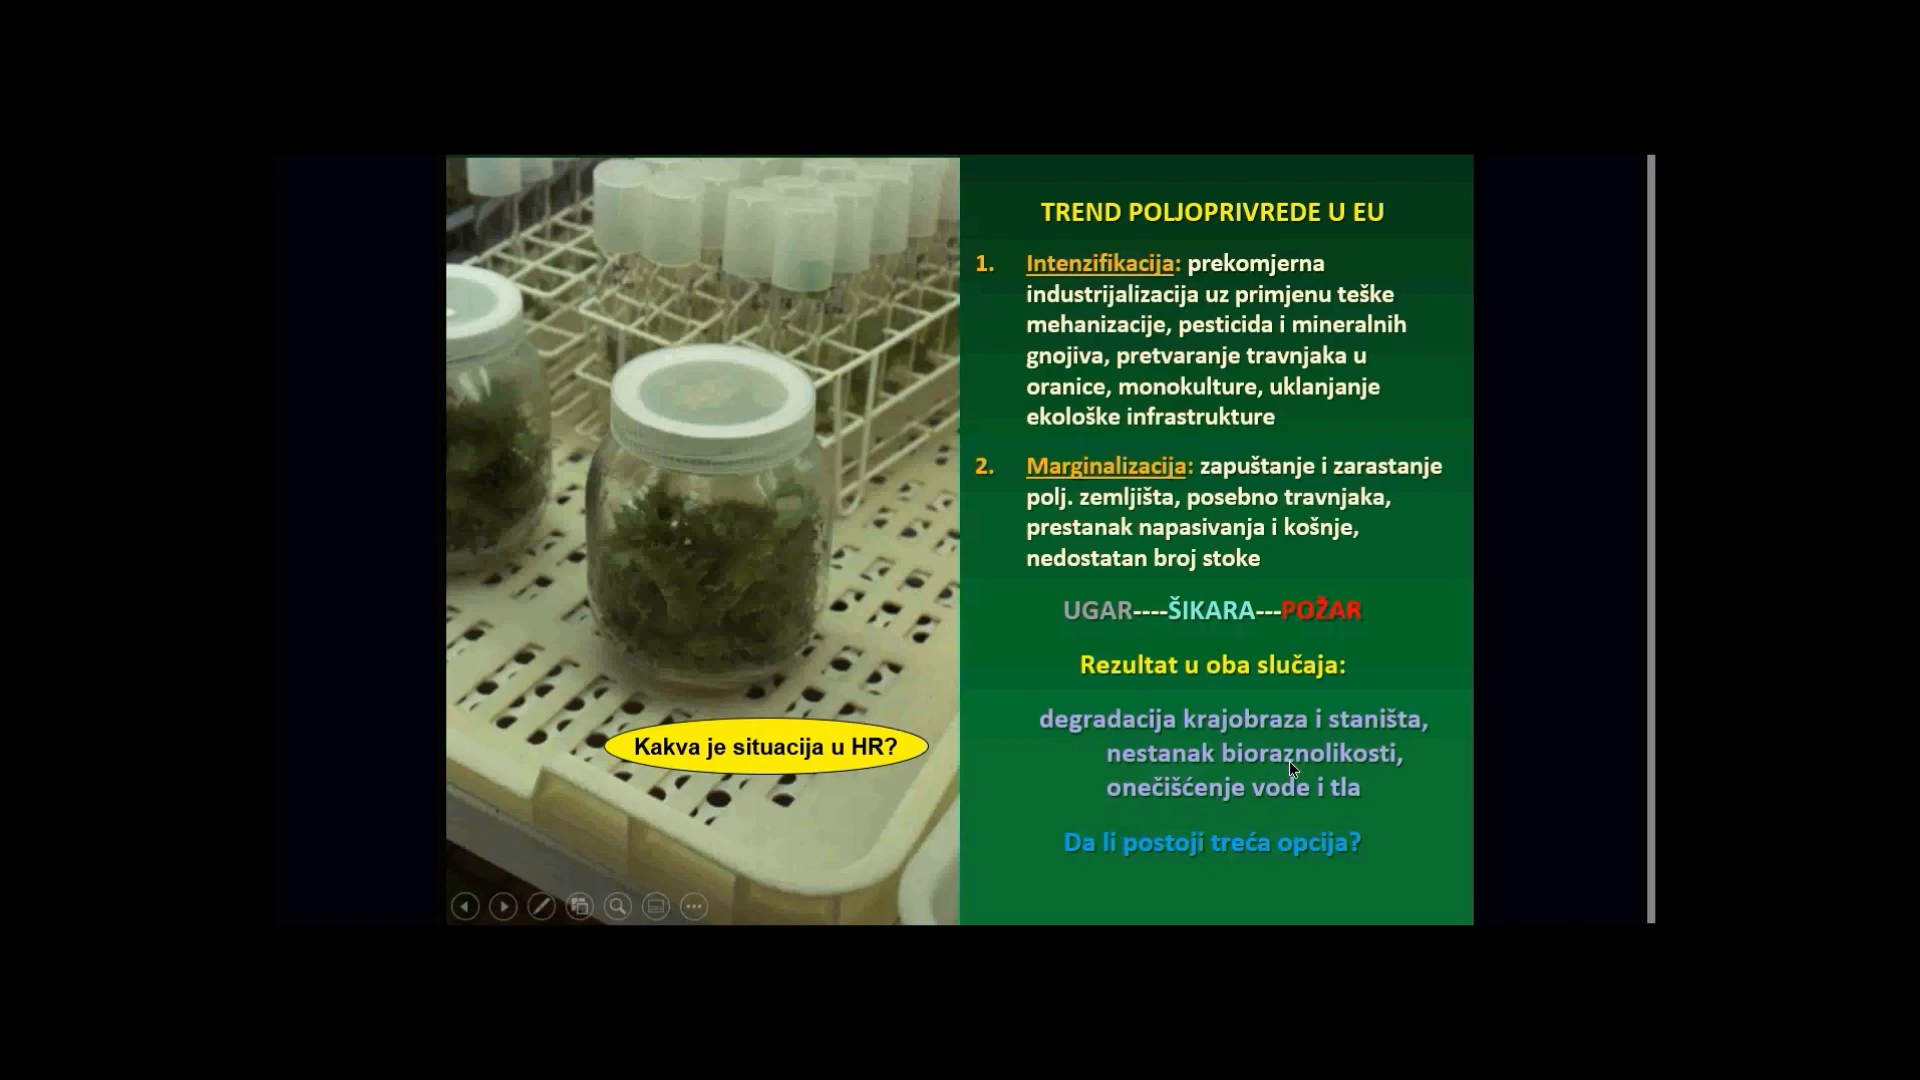 TREND POLJOPRIVREDE U EU
1. Intenzifikacija: prekomjerna
industrijalizacija uz primjenu teške
mehanizacije, pesticida i mineralnih
gnojiva, pretvaranje travnjaka u
oranice, monokulture, uklanjanje
ekološke infrastrukture
2. Marginalizacija: zapuštanje i zarastanje
polj. zemljišta, posebno travnjaka,
prestanak napasivanja i košnje,
nedostatan broj stoke
UGAR----ŠIKARA---POŽAR
Rezultat u oba slučaja:
degradacija krajobraza i staništa,
nestanak bioraznolikosti,
onečišćenje vode i tla
Da li postoji treća opcija?
Kakva je situacija u HR?